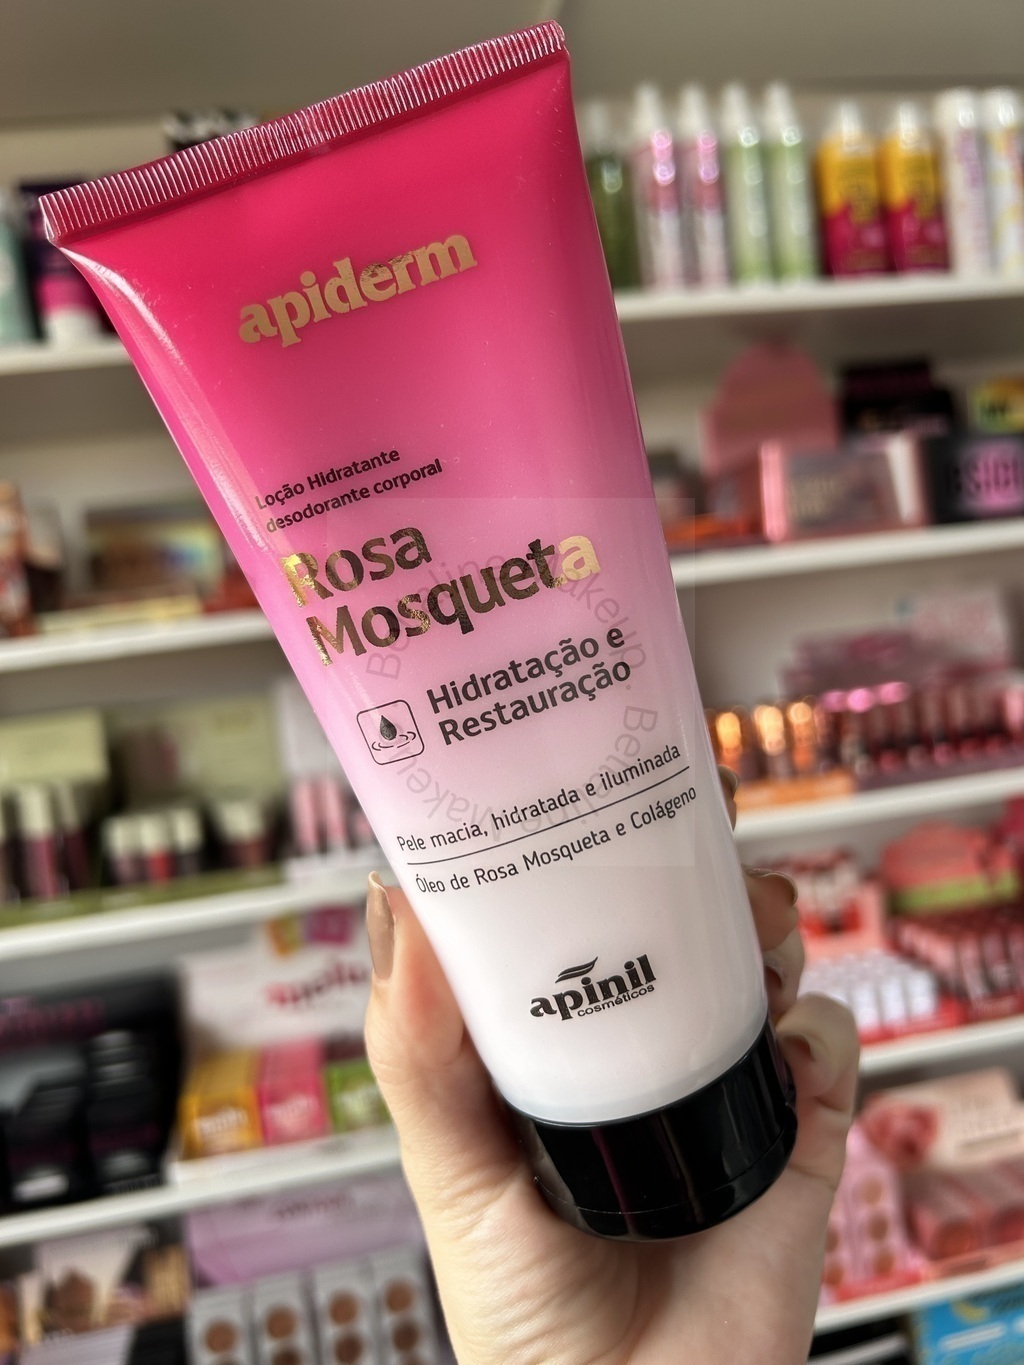 apiderm
Loção Hidratante
desodorante corporal
Rosa
Mosqueta
Hidratação e
Restauração
Pele macia, hidratada e iluminada
Óleo de Rosa Mosqueta e Colágeno
apinil
cosméticos